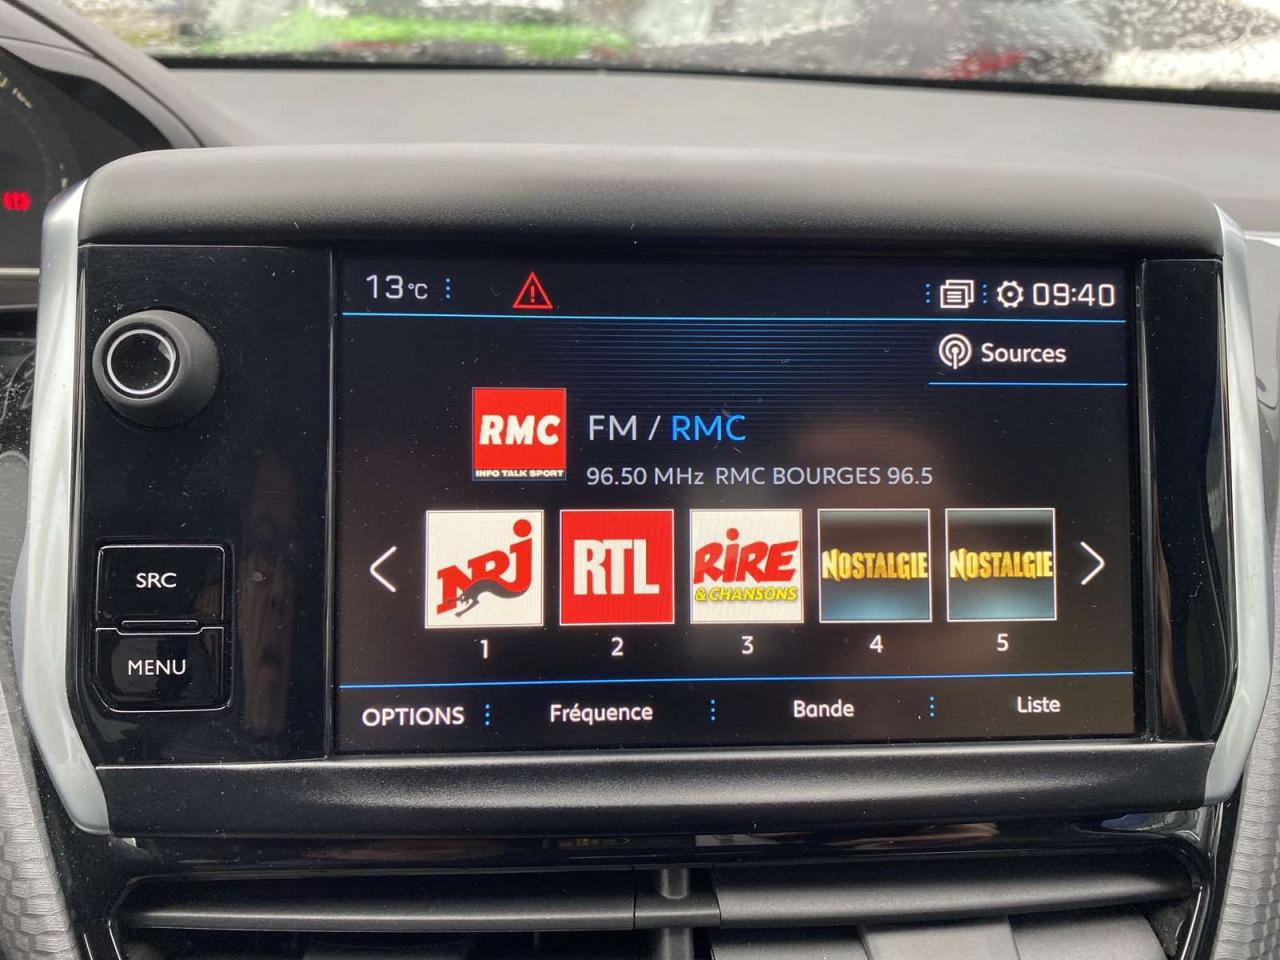 13°C
09:40
Sources
RMC
INFO TALK SPORT
FM / RMC
96.50 MHz RMC BOURGES 96.5
NRJ
RTL
RIRE
& CHANSONS
NOSTALGIE
NOSTALGIE
1
2
3
4
5
OPTIONS
Fréquence
Bande
Liste
SRC
MENU